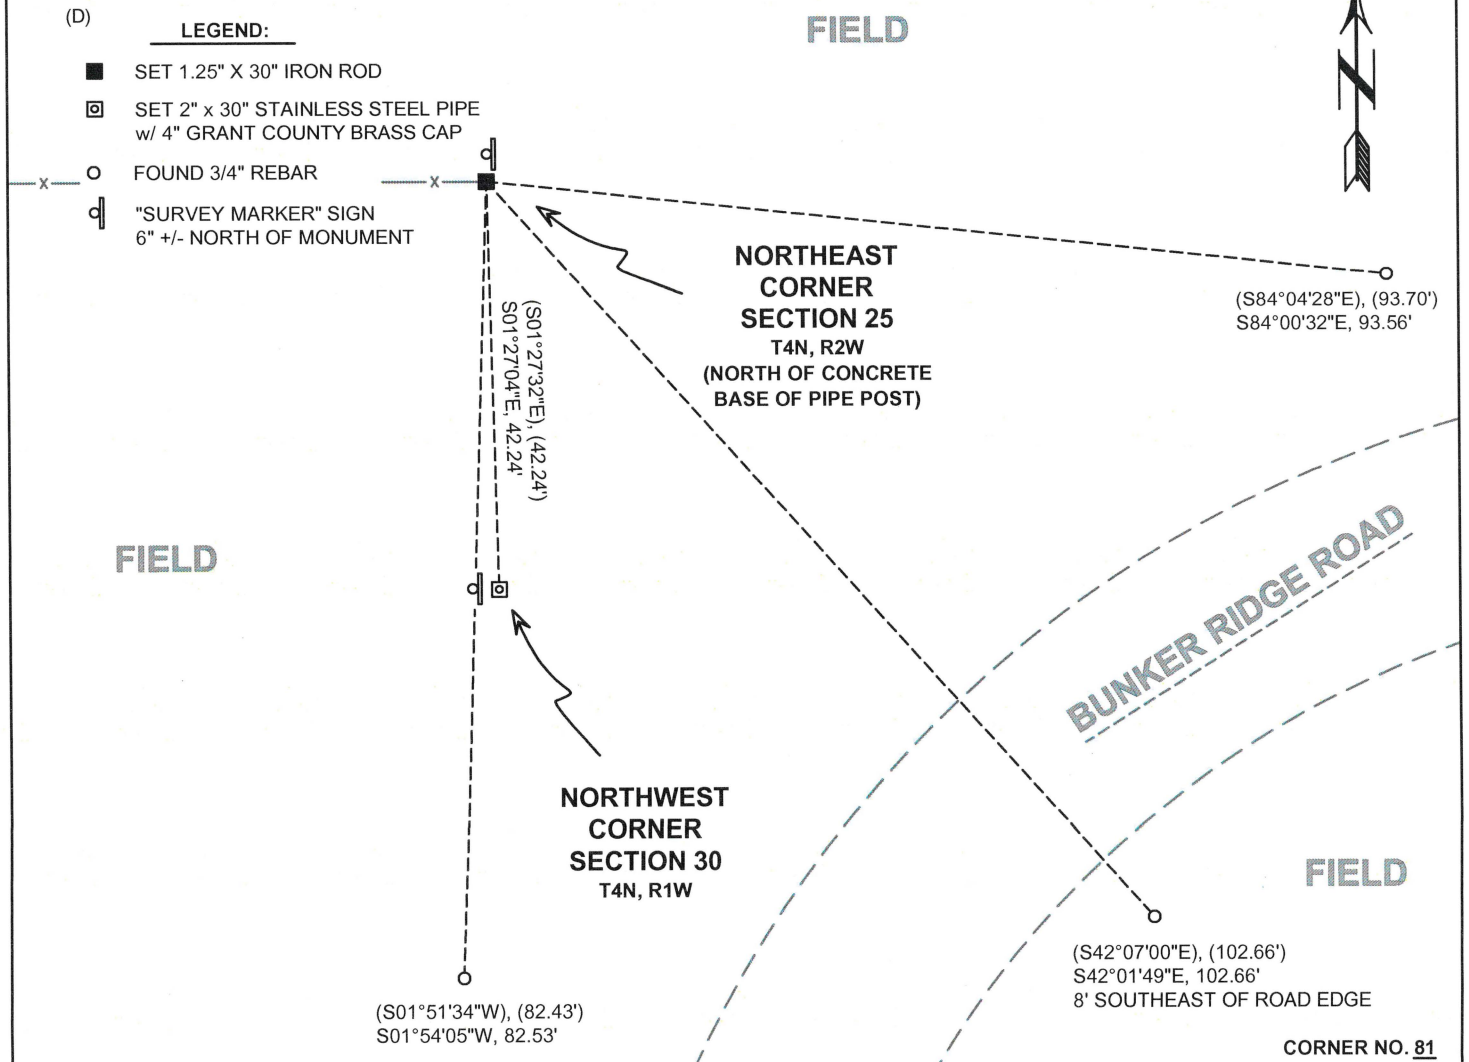 (D)
LEGEND:
SET 1.25" X 30" IRON ROD
SET 2" x 30" STAINLESS STEEL PIPE
w/ 4" GRANT COUNTY BRASS CAP
FOUND 3/4" REBAR
"SURVEY MARKER" SIGN
6" +/- NORTH OF MONUMENT
X
X
FIELD
N
NORTHEAST
CORNER
SECTION 25
T4N, R2W
(NORTH OF CONCRETE
BASE OF PIPE POST)
(S84°04'28"E), (93.70')
S84°00'32"E, 93.56'
(S01°27'32"E), (42.24')
S01°27'04"E, 42.24'
FIELD
BUNKER RIDGE ROAD
NORTHWEST
CORNER
SECTION 30
T4N, R1W
FIELD
(S42°07'00"E), (102.66')
S42°01'49"E, 102.66'
8' SOUTHEAST OF ROAD EDGE
(S01°51'34"W), (82.43')
S01°54'05"W, 82.53'
CORNER NO. 81